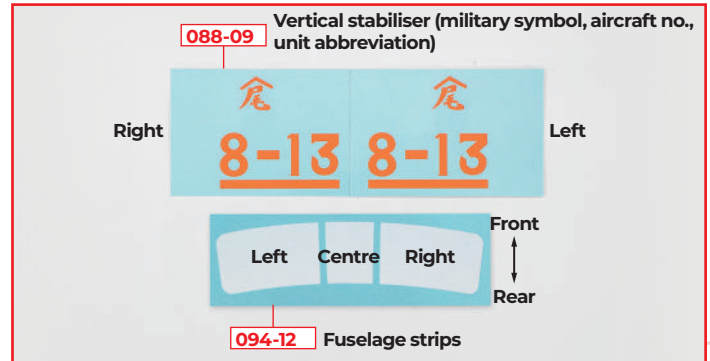 088-09 Vertical stabiliser (military symbol, aircraft no., unit abbreviation)
Right
尾 尾
8-13 8-13
Left
Front
Left Centre Right
Rear
094-12 Fuselage strips